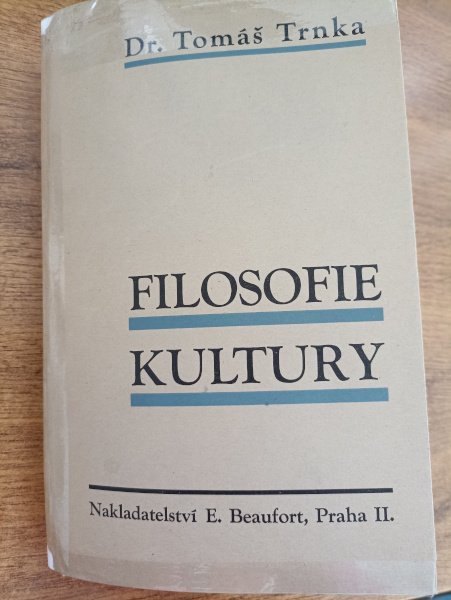 Dr. Tomáš Trnka
FILOSOFIE
KULTURY
Nakladatelství E. Beaufort, Praha II.